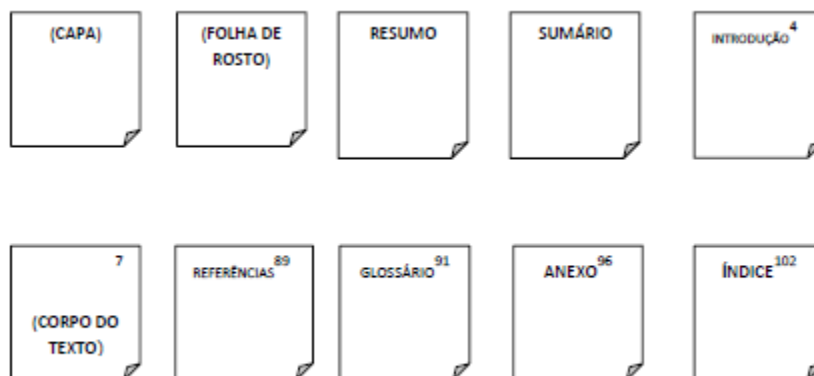 (CAPA)
(FOLHA DE
ROSTO)
RESUMO
SUMÁRIO
INTRODUÇÃO 4
7
(CORPO DO
TEXTO)
REFERÊNCIAS 89
GLOSSÁRIO 91
ANEXO 96
ÍNDICE 102